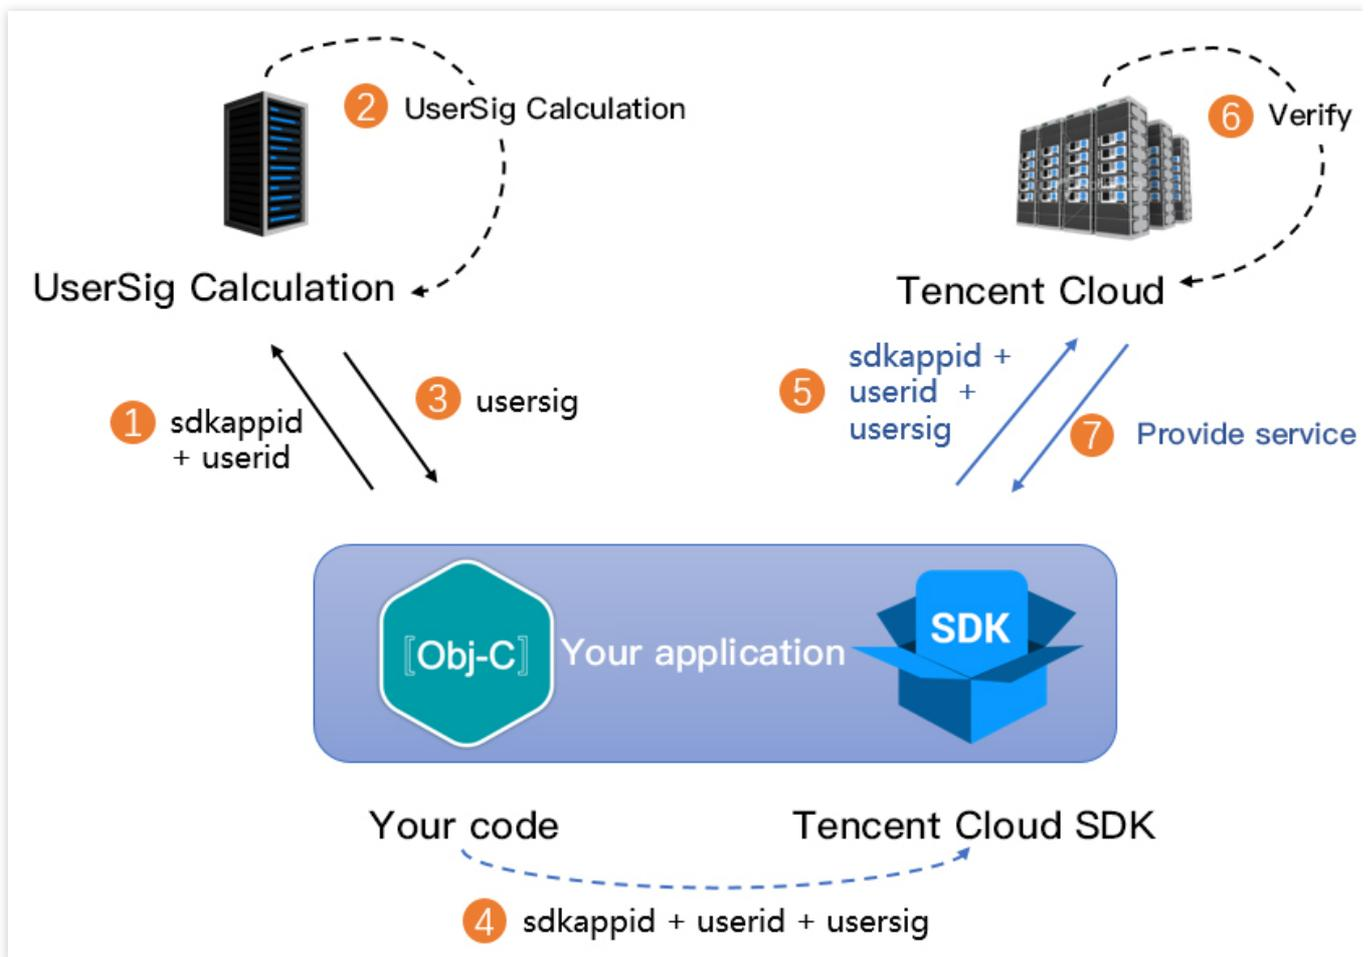 2 UserSig Calculation
6 Verify
UserSig Calculation
Tencent Cloud
1 sdkappid
+ userid
3 usersig
5 sdkappid +
userid +
usersig
7 Provide service
[Obj-C]
Your application
SDK
Your code
Tencent Cloud SDK
4 sdkappid + userid + usersig